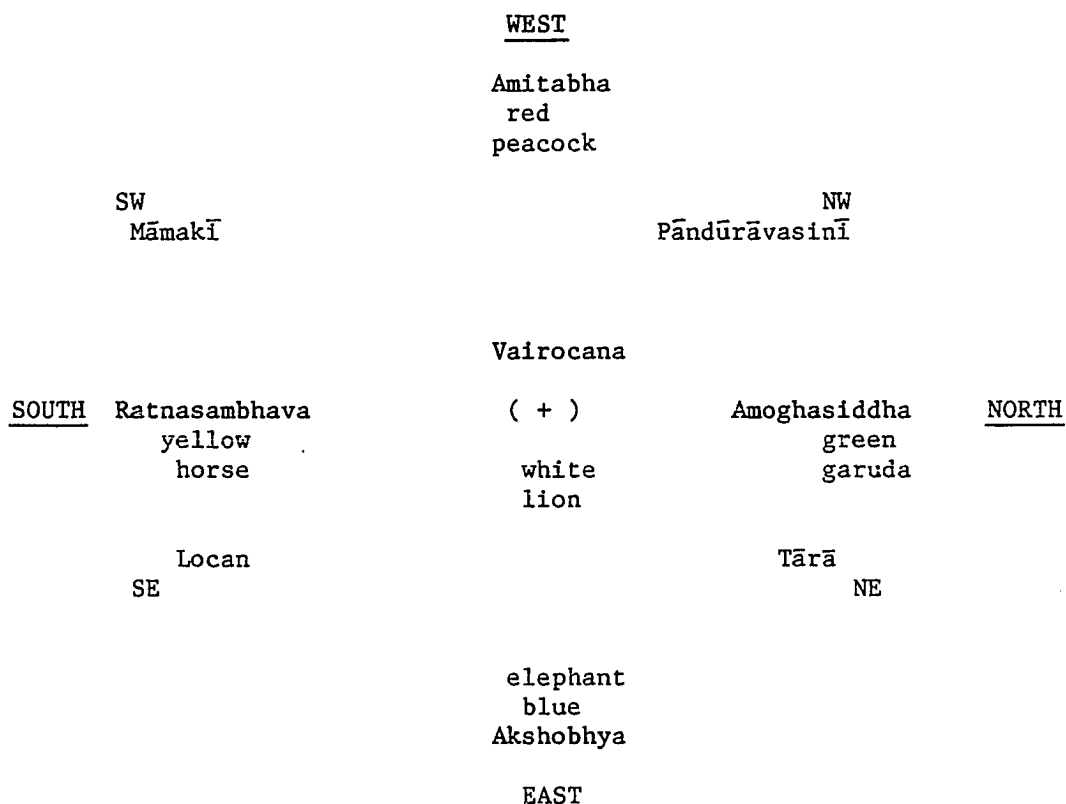 WEST
Amitabha
red
peacock
SW NW
Māmakī Pāndūrāvasinī
Vairocana
SOUTH Ratnasambhava ( + ) Amoghasiddha NORTH
yellow green
horse white garuda
lion
Locan Tārā
SE NE
elephant
blue
Akshobhya
EAST